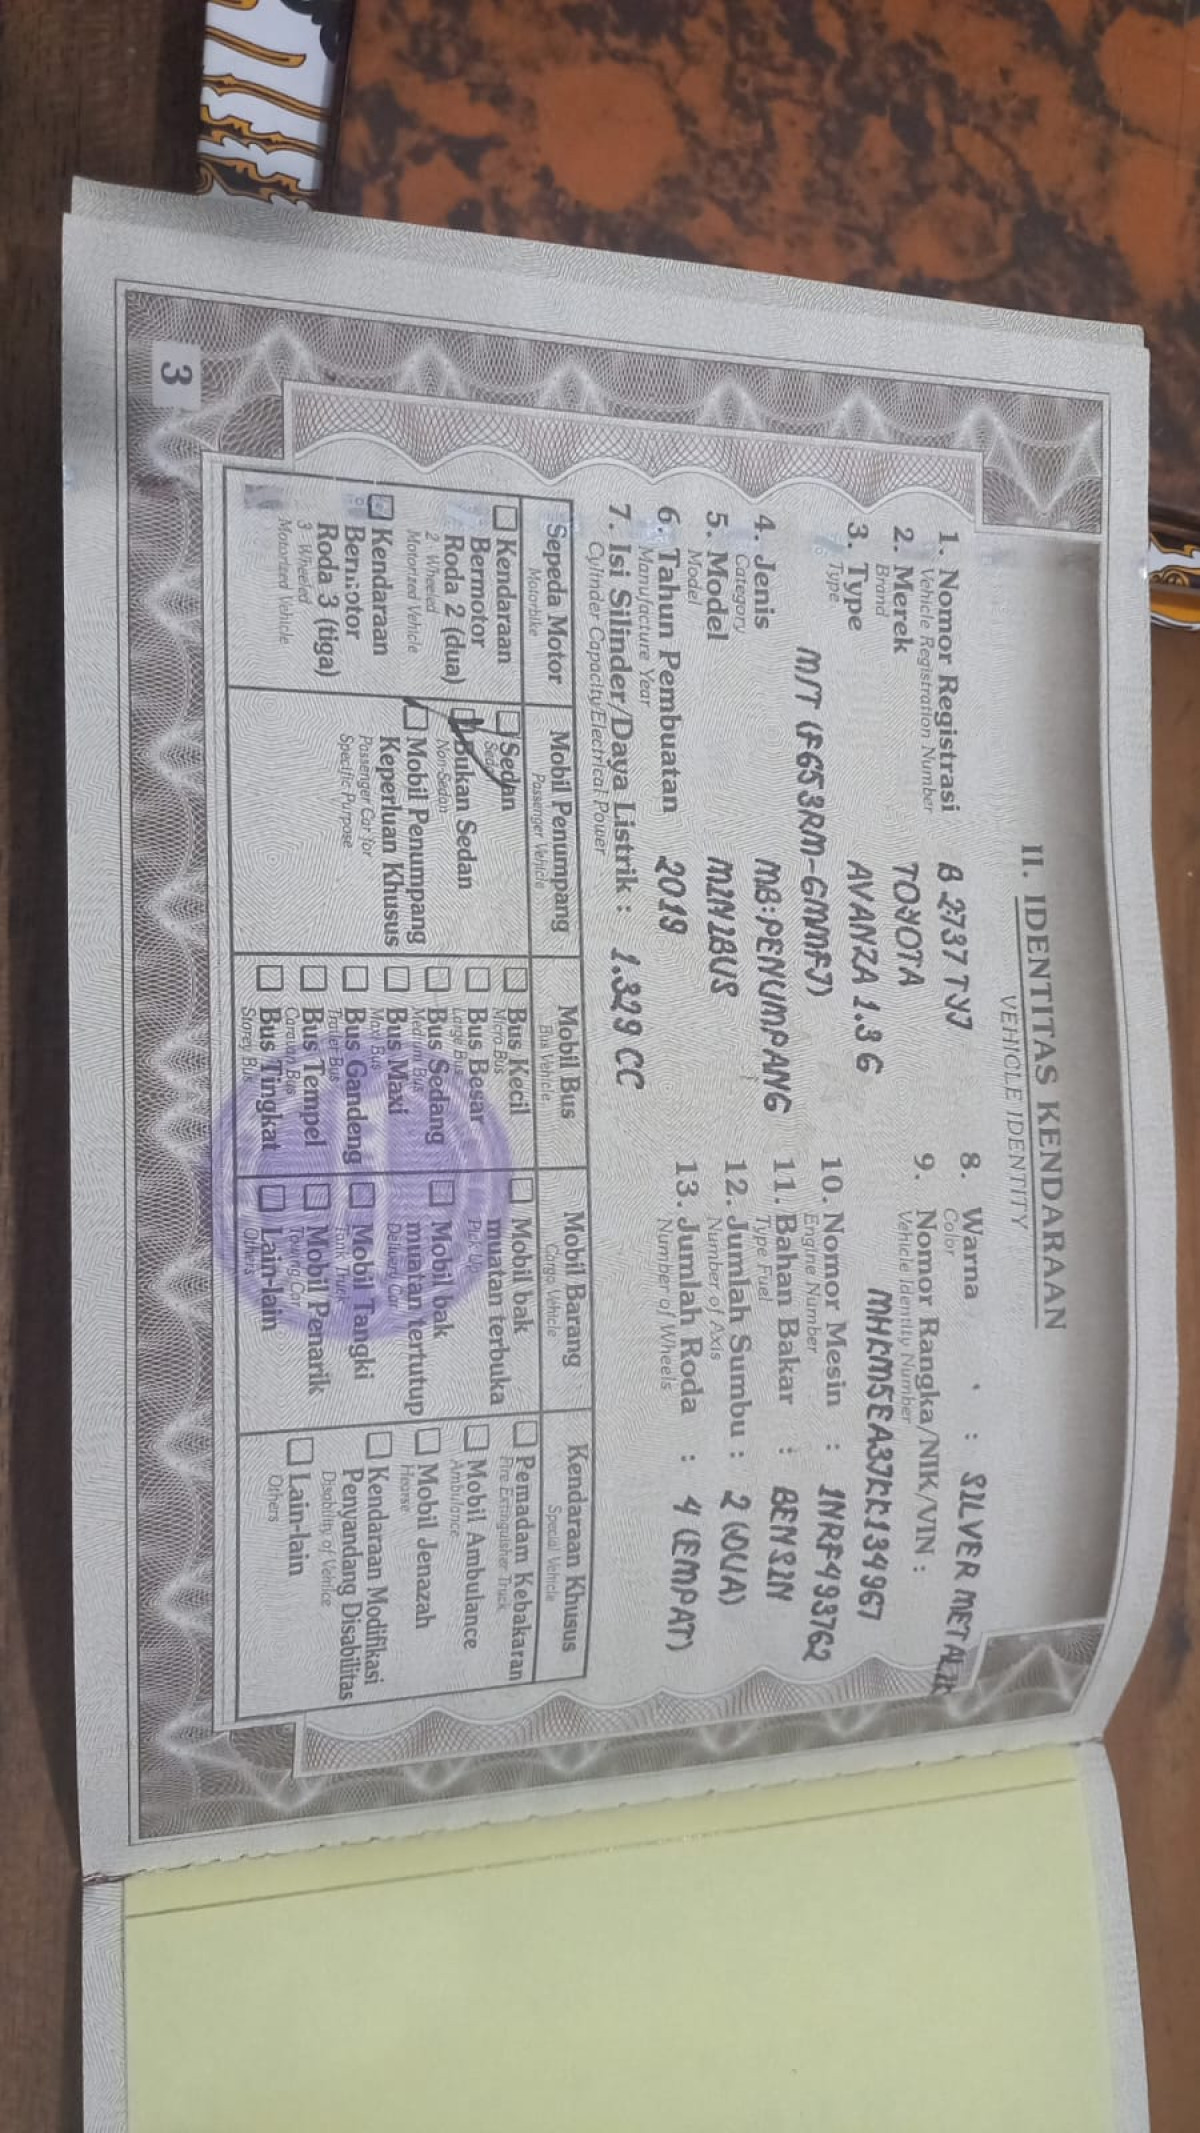 II. IDENTITAS KENDARAAN
VEHICLE IDENTITY
1. Nomor Registrasi B 2737 TYJ
Vehicle Registration Number
2. Merek TOYOTA
Brand
3. Type AVANZA 1.3 G
Type
M/T (F653RM-GMMFJ)
4. Jenis MB:PENUMPANG
Category
5. Model MINIBUS
Model
6. Tahun Pembuatan 2019
Manufacture Year
7. Isi Silinder/Daya Listrik : 1.329 CC
Cylinder Capacity/Electrical Power
8. Warna : SILVER METALIK
Color
9. Nomor Rangka/NIK/VIN :
Vehicle Identity Number
MHKM5EA3JKK134967
10. Nomor Mesin : 1NRF493762
Engine Number
11. Bahan Bakar : BENSIN
Type Fuel
12. Jumlah Sumbu : 2 (DUA)
Number of Axis
13. Jumlah Roda : 4 (EMPAT)
Number of Wheels
Sepeda Motor
Motorbike
Kendaraan
Bermotor
Roda 2 (dua)
2 Wheeled
Motorized Vehicle
Kendaraan
Bermotor
Roda 3 (tiga)
3 Wheeled
Motorized Vehicle
Mobil Penumpang
Passenger Vehicle
Sedan
Sedan
Bukan Sedan
Non-Sedan
Mobil Penumpang
Keperluan Khusus
Passenger Car for
Specific Purpose
Mobil Bus
Bus Vehicle
Bus Kecil
Micro Bus
Bus Besar
Large Bus
Bus Sedang
Medium Bus
Bus Maxi
Maxi Bus
Bus Gandeng
Trailer Bus
Bus Tempel
Caravan Bus
Bus Tingkat
Storey Bus
Mobil Barang
Cargo Vehicle
Mobil bak
muatan terbuka
Pick Up
Mobil bak
muatan tertutup
Delivery Car
Mobil Tangki
Tank Truck
Mobil Penarik
Towing Car
Lain-lain
Others
Kendaraan Khusus
Special Vehicle
Pemadam Kebakaran
Fire Extinguisher Truck
Mobil Ambulance
Ambulance
Mobil Jenazah
Hearse
Kendaraan Modifikasi
Penyandang Disabilitas
Disability of Vehilce
Lain-lain
Others
3